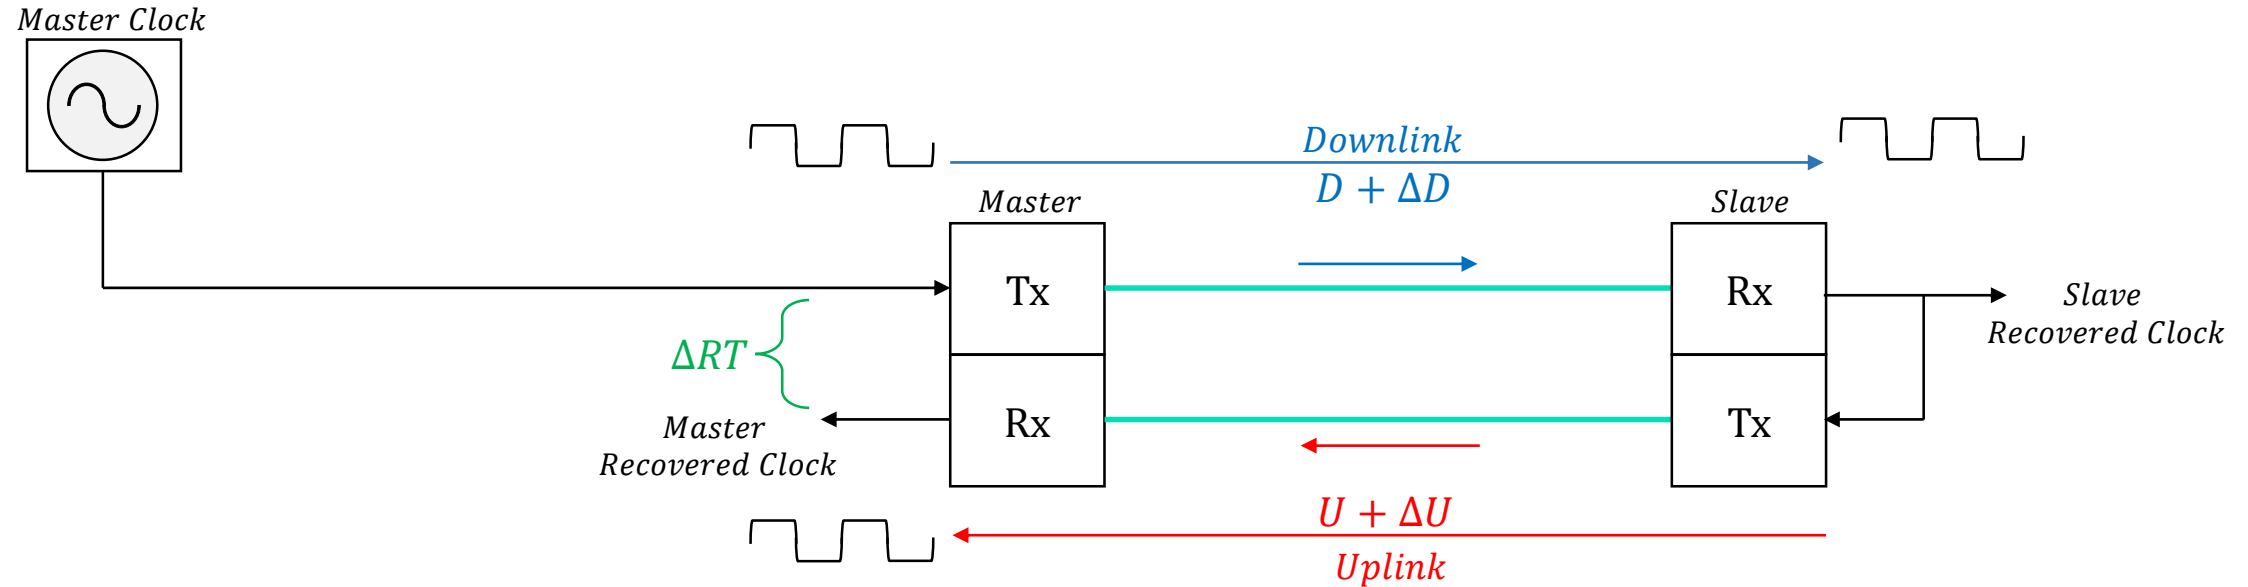 Master Clock
Downlink
D + ΔD
Master
Slave
Tx
Rx
Slave
Recovered Clock
ΔRT
Rx
Tx
Master
Recovered Clock
U + ΔU
Uplink